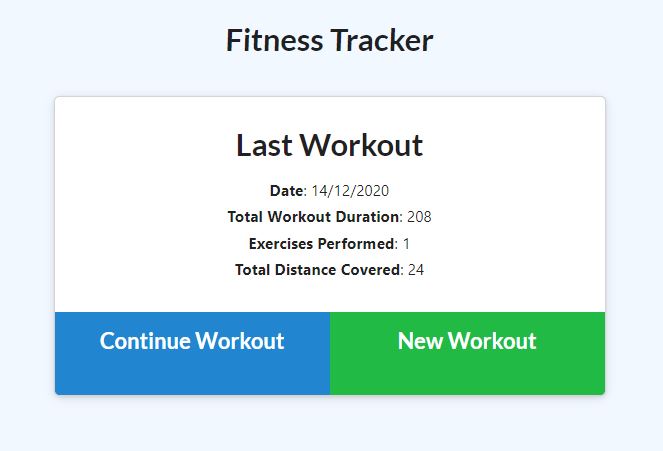 Fitness Tracker
Last Workout
Date: 14/12/2020
Total Workout Duration: 208
Exercises Performed: 1
Total Distance Covered: 24
Continue Workout
New Workout